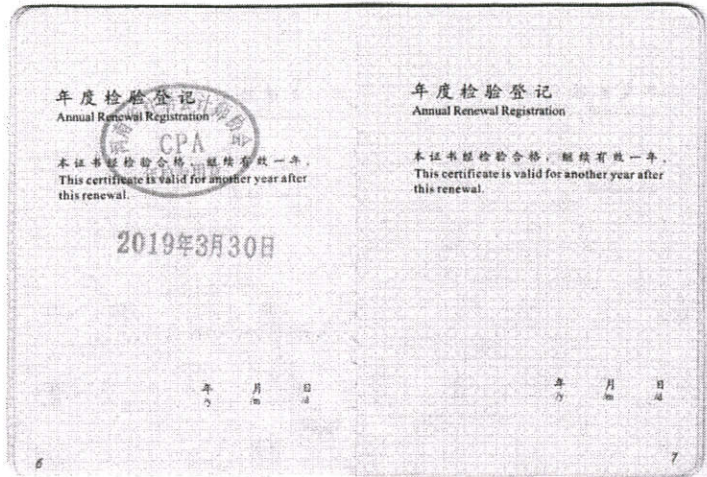 年度检验登记
Annual Renewal Registration
CPA
本证书经检验合格,继续有效一年。
This certificate is valid for another year after
this renewal.
2019年3月30日
年 月 日
/y /m /d
6
年度检验登记
Annual Renewal Registration
本证书经检验合格,继续有效一年。
This certificate is valid for another year after
this renewal.
年 月 日
/y /m /d
7